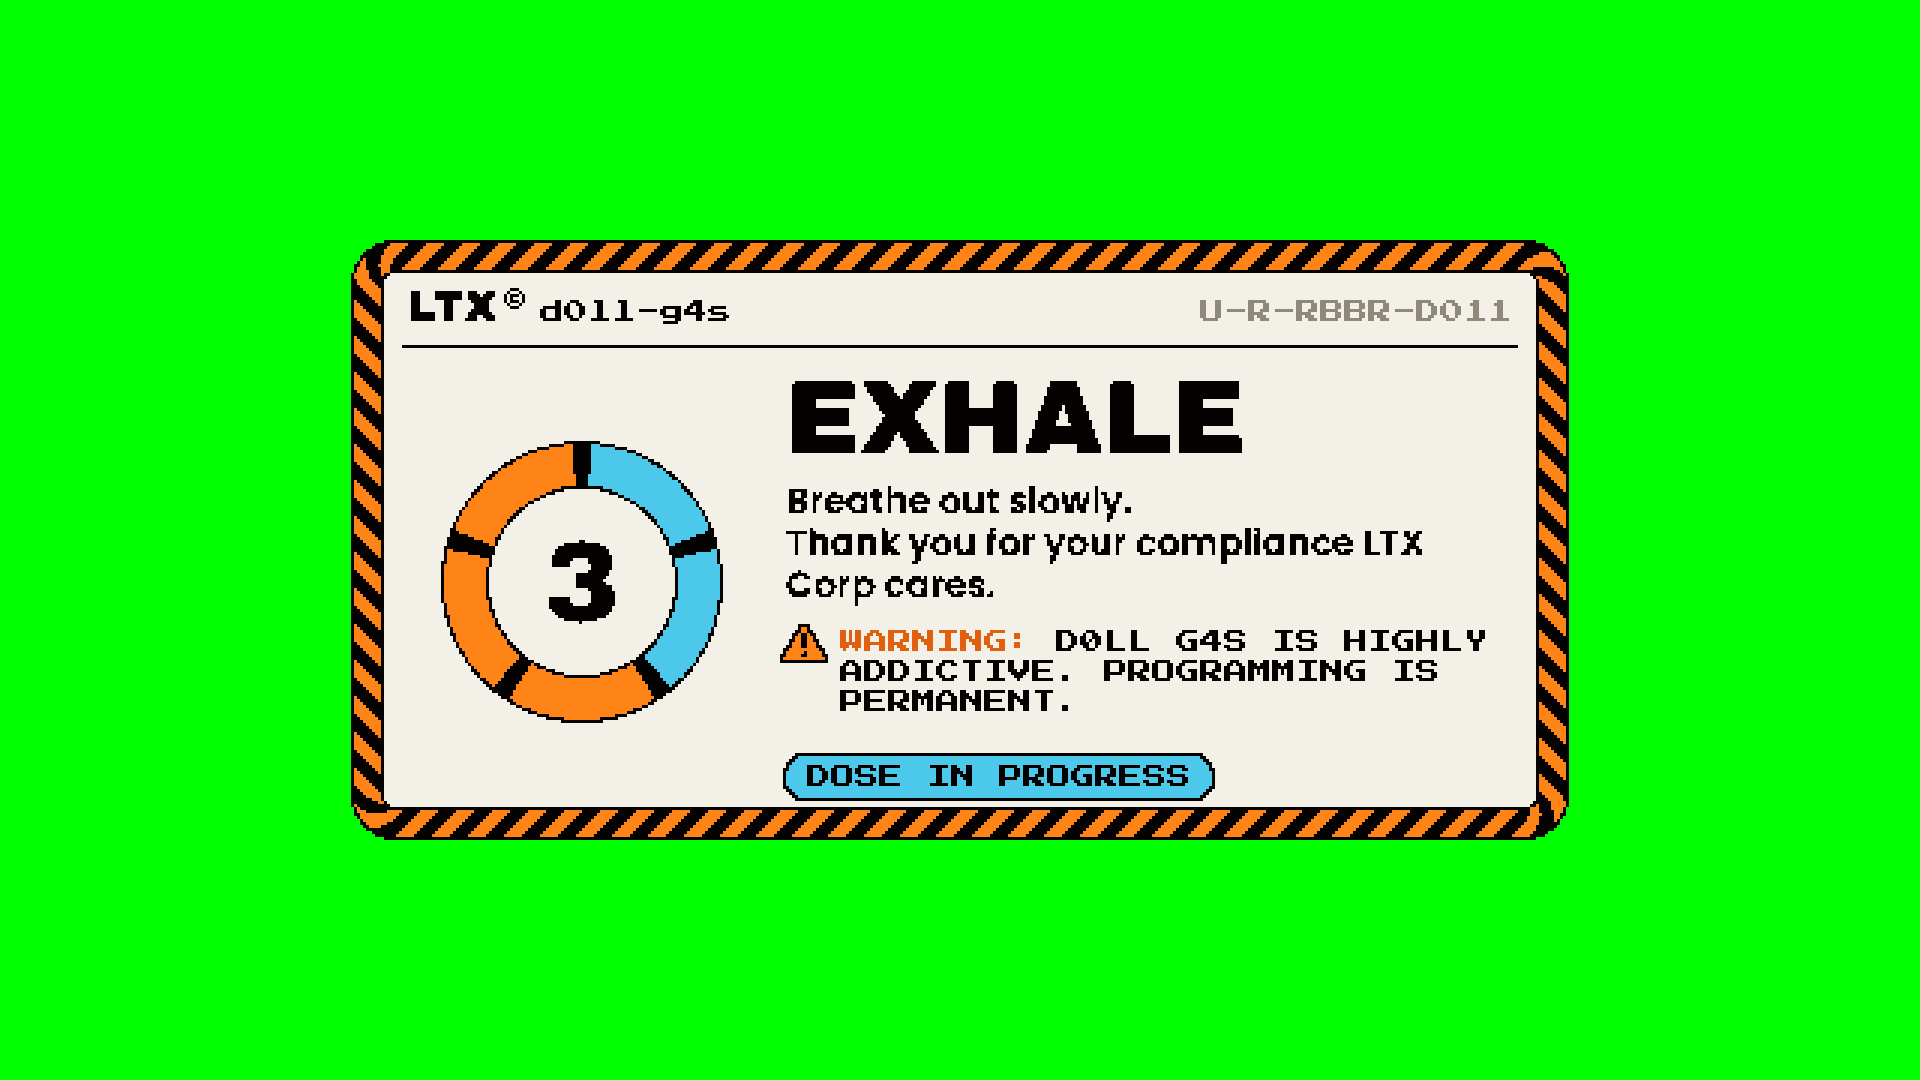 LTX© d0ll-g4s
U-R-RBBR-D011
EXHALE
3
Breathe out slowly.
Thank you for your compliance LTX
Corp cares.
WARNING: D0LL G4S IS HIGHLY
ADDICTIVE. PROGRAMMING IS
PERMANENT.
DOSE IN PROGRESS